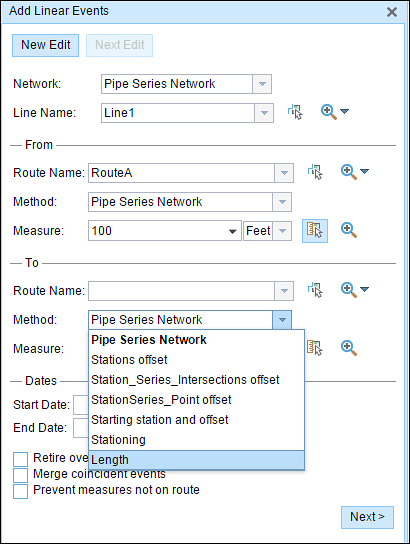 Add Linear Events
New Edit Next Edit
Network: Pipe Series Network
Line Name: Line1
From
Route Name: RouteA
Method: Pipe Series Network
Measure: 100 Feet
To
Route Name:
Method: Pipe Series Network
Pipe Series Network
Measure:
Stations offset
Station_Series_Intersections offset
Dates
StationSeries_Point offset
Start Date:
Starting station and offset
End Date:
Stationing
Retire ove
Length
Merge coincident events
Prevent measures not on route
Next >